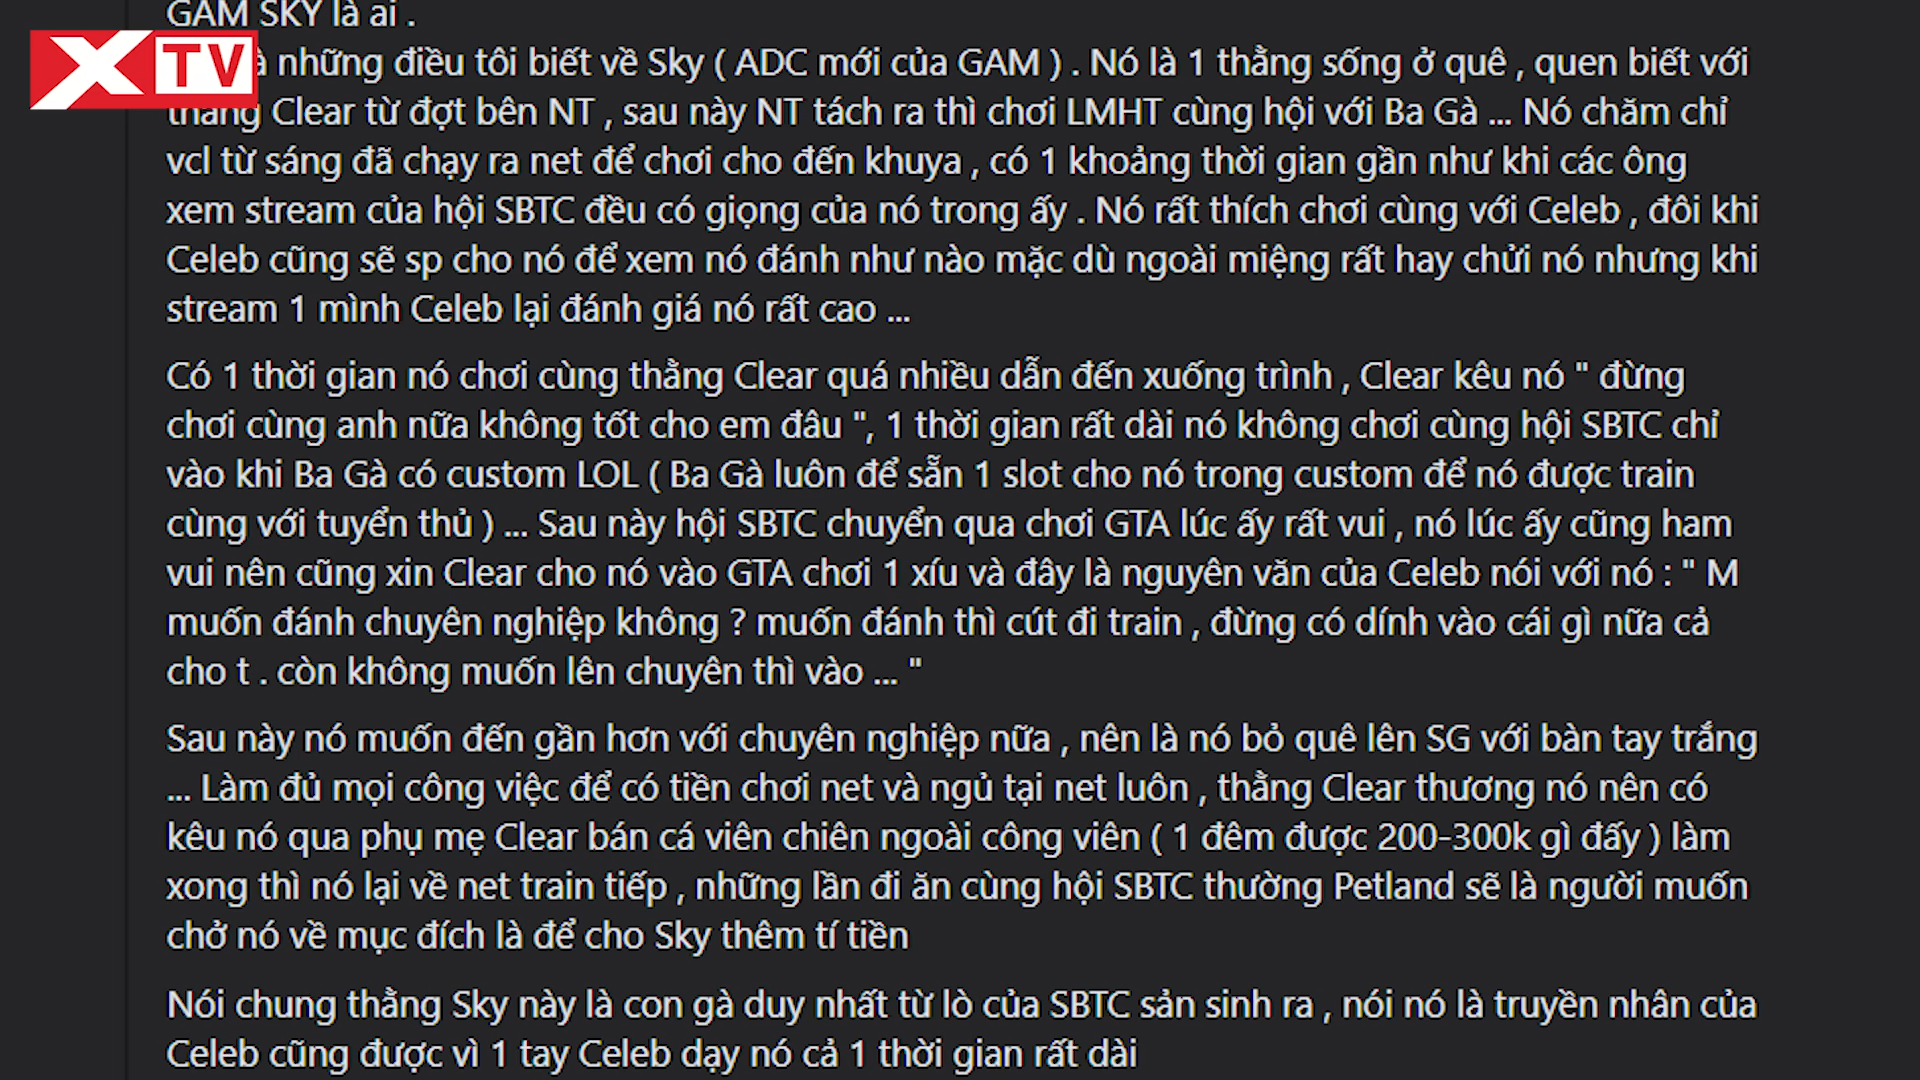 GAM SKY là ai .
XTV
những điều tôi biết về Sky ( ADC mới của GAM ) . Nó là 1 thằng sống ở quê , quen biết với
thằng Clear từ đợt bên NT , sau này NT tách ra thì chơi LMHT cùng hội với Ba Gà ... Nó chăm chỉ
vcl từ sáng đã chạy ra net để chơi cho đến khuya , có 1 khoảng thời gian gần như khi các ông
xem stream của hội SBTC đều có giọng của nó trong ấy . Nó rất thích chơi cùng với Celeb , đôi khi
Celeb cũng sẽ sp cho nó để xem nó đánh như nào mặc dù ngoài miệng rất hay chửi nó nhưng khi
stream 1 mình Celeb lại đánh giá nó rất cao ...
Có 1 thời gian nó chơi cùng thằng Clear quá nhiều dẫn đến xuống trình , Clear kêu nó " đừng
chơi cùng anh nữa không tốt cho em đâu ", 1 thời gian rất dài nó không chơi cùng hội SBTC chỉ
vào khi Ba Gà có custom LOL ( Ba Gà luôn để sẵn 1 slot cho nó trong custom để nó được train
cùng với tuyển thủ ) ... Sau này hội SBTC chuyển qua chơi GTA lúc ấy rất vui , nó lúc ấy cũng ham
vui nên cũng xin Clear cho nó vào GTA chơi 1 xíu và đây là nguyên văn của Celeb nói với nó : " M
muốn đánh chuyên nghiệp không ? muốn đánh thì cút đi train , đừng có dính vào cái gì nữa cả
cho t . còn không muốn lên chuyên thì vào ... "
Sau này nó muốn đến gần hơn với chuyên nghiệp nữa , nên là nó bỏ quê lên SG với bàn tay trắng
... Làm đủ mọi công việc để có tiền chơi net và ngủ tại net luôn , thằng Clear thương nó nên có
kêu nó qua phụ mẹ Clear bán cá viên chiên ngoài công viên ( 1 đêm được 200-300k gì đấy ) làm
xong thì nó lại về net train tiếp , những lần đi ăn cùng hội SBTC thường Petland sẽ là người muốn
chở nó về mục đích là để cho Sky thêm tí tiền
Nói chung thằng Sky này là con gà duy nhất từ lò của SBTC sản sinh ra , nói nó là truyền nhân của
Celeb cũng được vì 1 tay Celeb dạy nó cả 1 thời gian rất dài